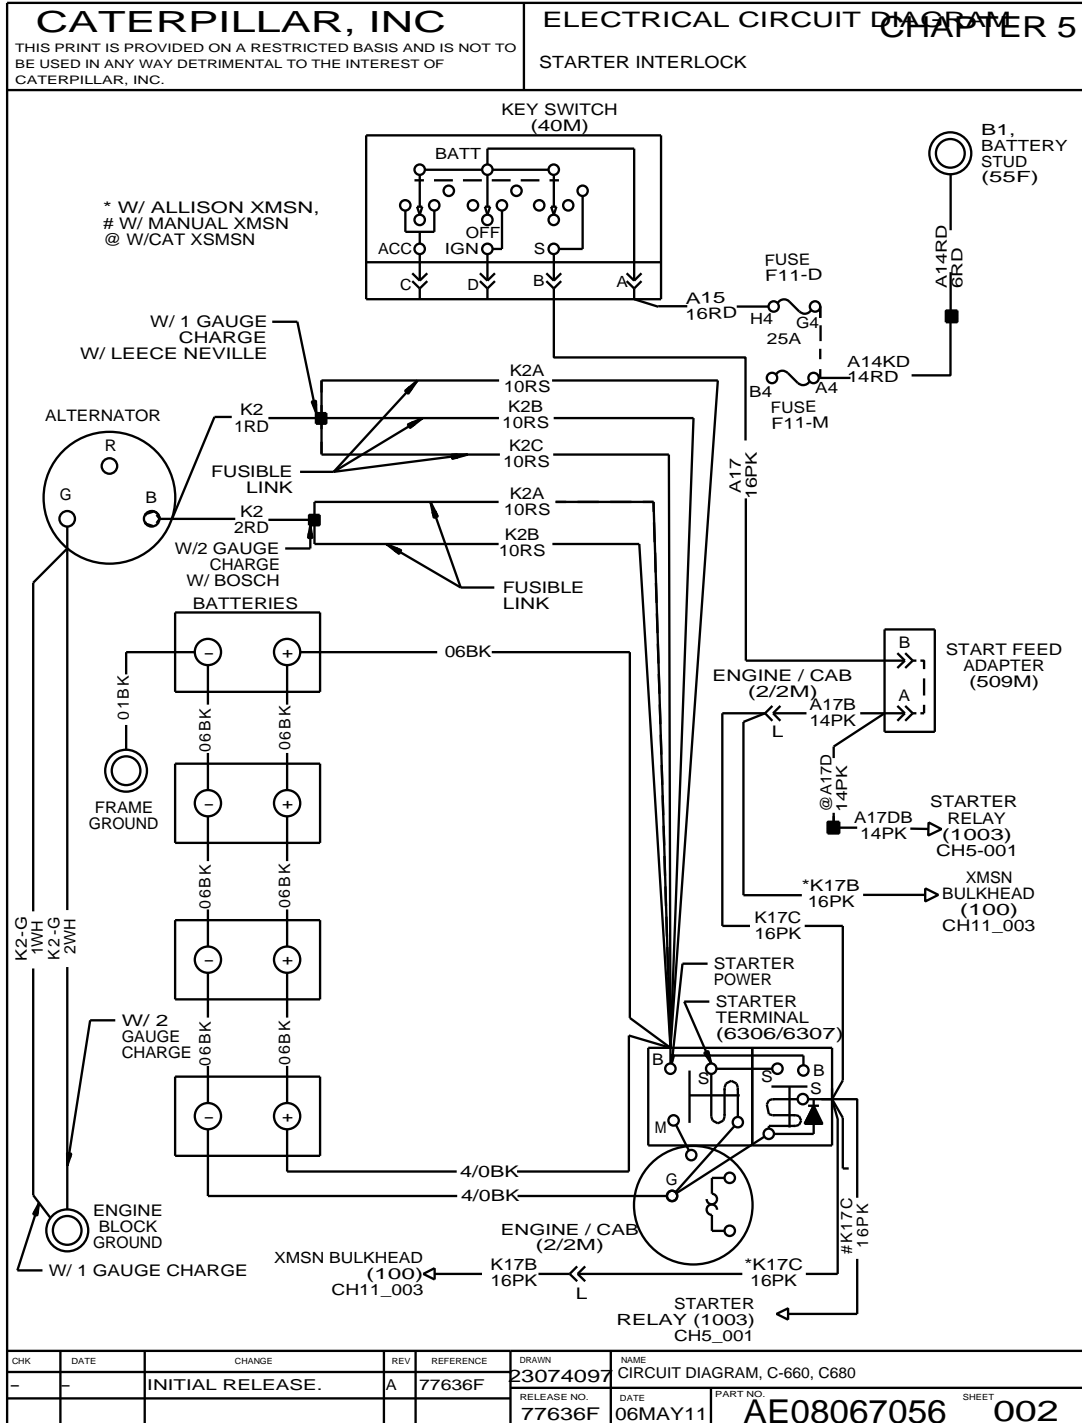 CATERPILLAR, INC
THIS PRINT IS PROVIDED ON A RESTRICTED BASIS AND IS NOT TO
BE USED IN ANY WAY DETRIMENTAL TO THE INTEREST OF
CATERPILLAR, INC.
ELECTRICAL CIRCUIT DIAGRAM
CHAPTER 5
STARTER INTERLOCK
KEY SWITCH
(40M)
BATT
OFF
ACC
IGN
S
C
D
B
A
* W/ ALLISON XMSN,
# W/ MANUAL XMSN
@ W/CAT XSMSN
B1,
BATTERY
STUD
(55F)
A14RD
6RD
FUSE
F11-D
A15
16RD
H4
G4
25A
A14KD
14RD
B4
A4
FUSE
F11-M
W/ 1 GAUGE
CHARGE
W/ LEECE NEVILLE
K2A
10RS
K2B
10RS
K2C
10RS
ALTERNATOR
R
G
B
K2
1RD
FUSIBLE
LINK
K2
2RD
K2A
10RS
K2B
10RS
W/2 GAUGE
CHARGE
W/ BOSCH
FUSIBLE
LINK
A17
16PK
BATTERIES
−
+
06BK
01BK
06BK
06BK
FRAME
GROUND
−
+
06BK
06BK
−
+
06BK
06BK
−
+
B
A
START FEED
ADAPTER
(509M)
ENGINE / CAB
(2/2M)
L
A17B
14PK
@A17D
14PK
A17DB
14PK
STARTER
RELAY
(1003)
CH5-001
*K17B
16PK
XMSN
BULKHEAD
(100)
CH11_003
K17C
16PK
K2-G
1WH
K2-G
2WH
W/ 2
GAUGE
CHARGE
STARTER
POWER
STARTER
TERMINAL
(6306/6307)
B
S
S
B
S
M
G
4/0BK
4/0BK
ENGINE
BLOCK
GROUND
W/ 1 GAUGE CHARGE
#K17C
16PK
ENGINE / CAB
(2/2M)
XMSN BULKHEAD
(100)
CH11_003
K17B
16PK
L
*K17C
16PK
STARTER
RELAY (1003)
CH5_001
CHK
DATE
CHANGE
REV
REFERENCE
–
–
INITIAL RELEASE.
A
77636F
DRAWN
23074097
NAME
CIRCUIT DIAGRAM, C-660, C680
RELEASE NO.
77636F
DATE
06MAY11
PART NO.
AE08067056
SHEET
002